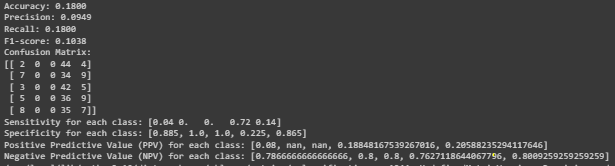 Accuracy: 0.1800
Precision: 0.0949
Recall: 0.1800
F1-score: 0.1038
Confusion Matrix:
[[ 2 0 0 44 4]
[ 7 0 0 34 9]
[ 3 0 0 42 5]
[ 5 0 0 36 9]
[ 8 0 0 35 7]]
Sensitivity for each class: [0.04 0. 0. 0.72 0.14]
Specificity for each class: [0.885, 1.0, 1.0, 0.225, 0.865]
Positive Predictive Value (PPV) for each class: [0.08, nan, nan, 0.18848167539267016, 0.20588235294117646]
Negative Predictive Value (NPV) for each class: [0.7866666666666666, 0.8, 0.8, 0.7627118644067796, 0.8009259259259259]